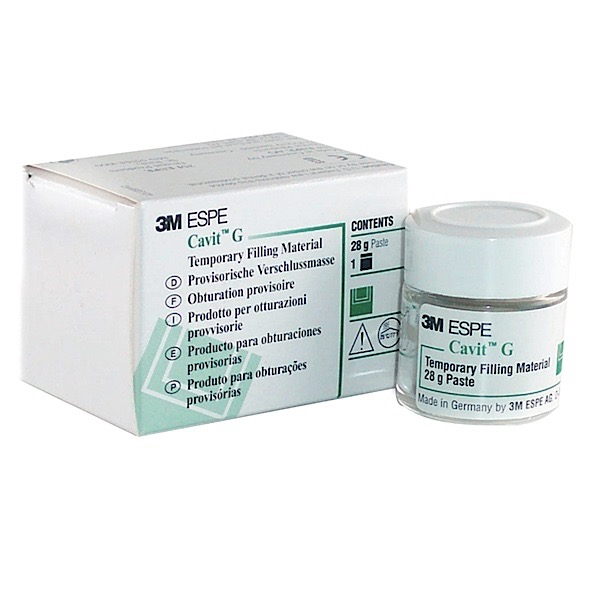 3M ESPE
Cavit™ G
Temporary Filling Material
D Provisorische Verschlussmasse
F Obturation provisoire
I Prodotto per otturazioni
provvisorie
E Producto para obturaciones
provisorias
P Produto para obturações
provisórias
CONTENTS
28 g Paste
1
3M ESPE
Cavit™ G
Temporary Filling Material
28 g Paste
Made in Germany by 3M ESPE AG